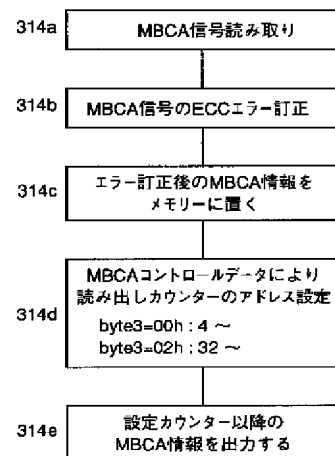 314a MBCA信号読み取り
314b MBCA信号のECCエラー訂正
314c エラー訂正後のMBCA情報を
メモリーに置く
314d MBCAコントロールデータにより
読み出しカウンターのアドレス設定
byte3=00h : 4 ～
byte3=02h : 32 ～
314e 設定カウンター以降の
MBCA情報を出力する